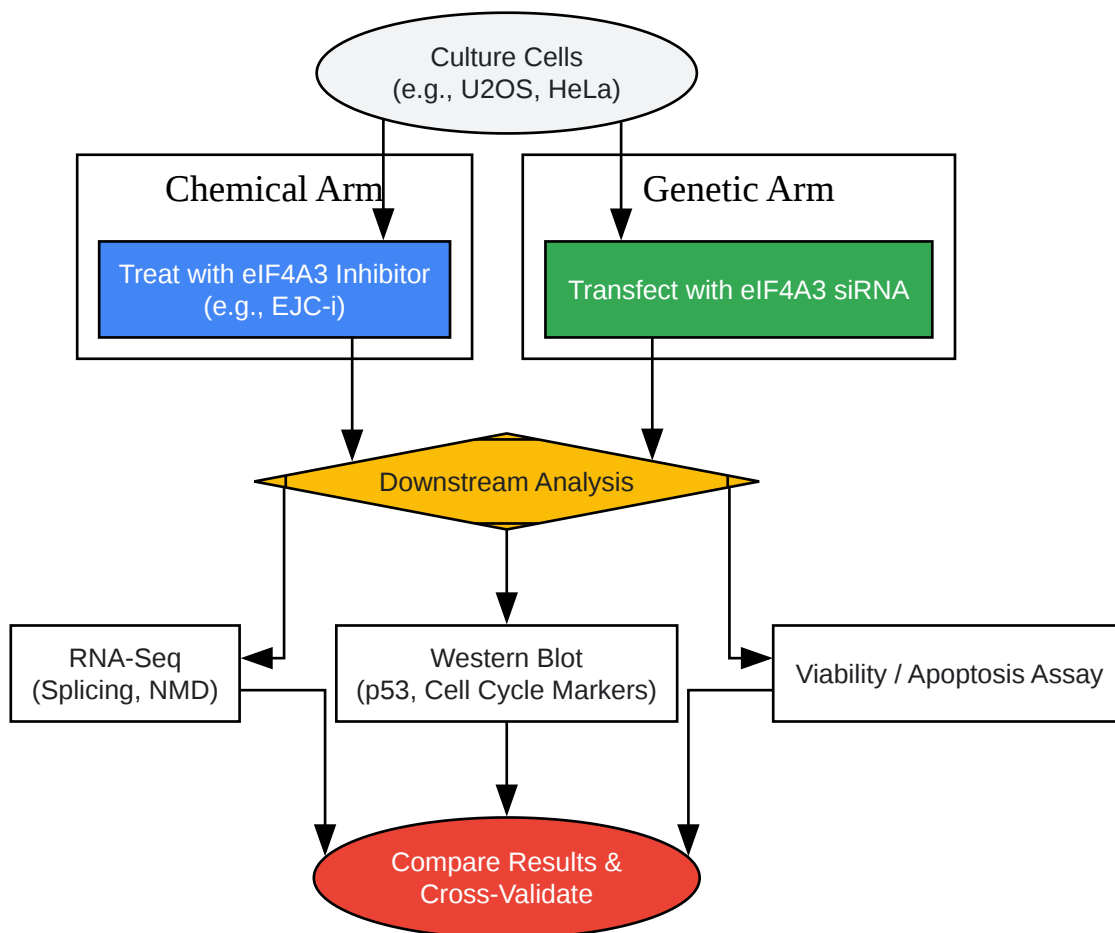 Culture Cells
(e.g., U2OS, HeLa)
Chemical Arm
Genetic Arm
Treat with eIF4A3 Inhibitor
(e.g., EJC-i)
Transfect with eIF4A3 siRNA
Downstream Analysis
RNA-Seq
(Splicing, NMD)
Western Blot
(p53, Cell Cycle Markers)
Viability / Apoptosis Assay
Compare Results &
Cross-Validate